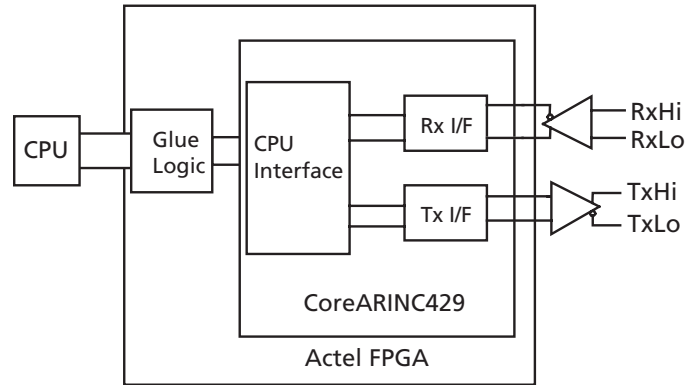 CPU
Glue
Logic
CPU
Interface
Rx I/F
Tx I/F
RxHi
RxLo
TxHi
TxLo
CoreARINC429
Actel FPGA